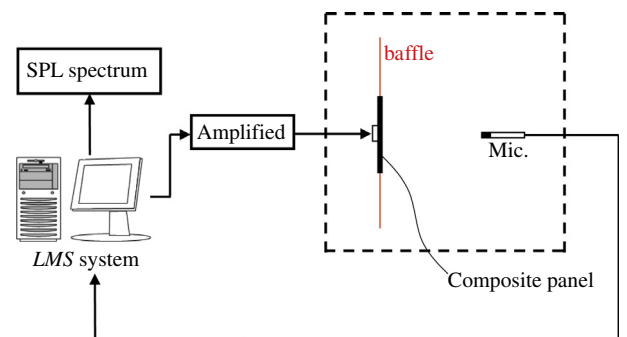 SPL spectrum
baffle
Amplified
Mic.
LMS system
Composite panel